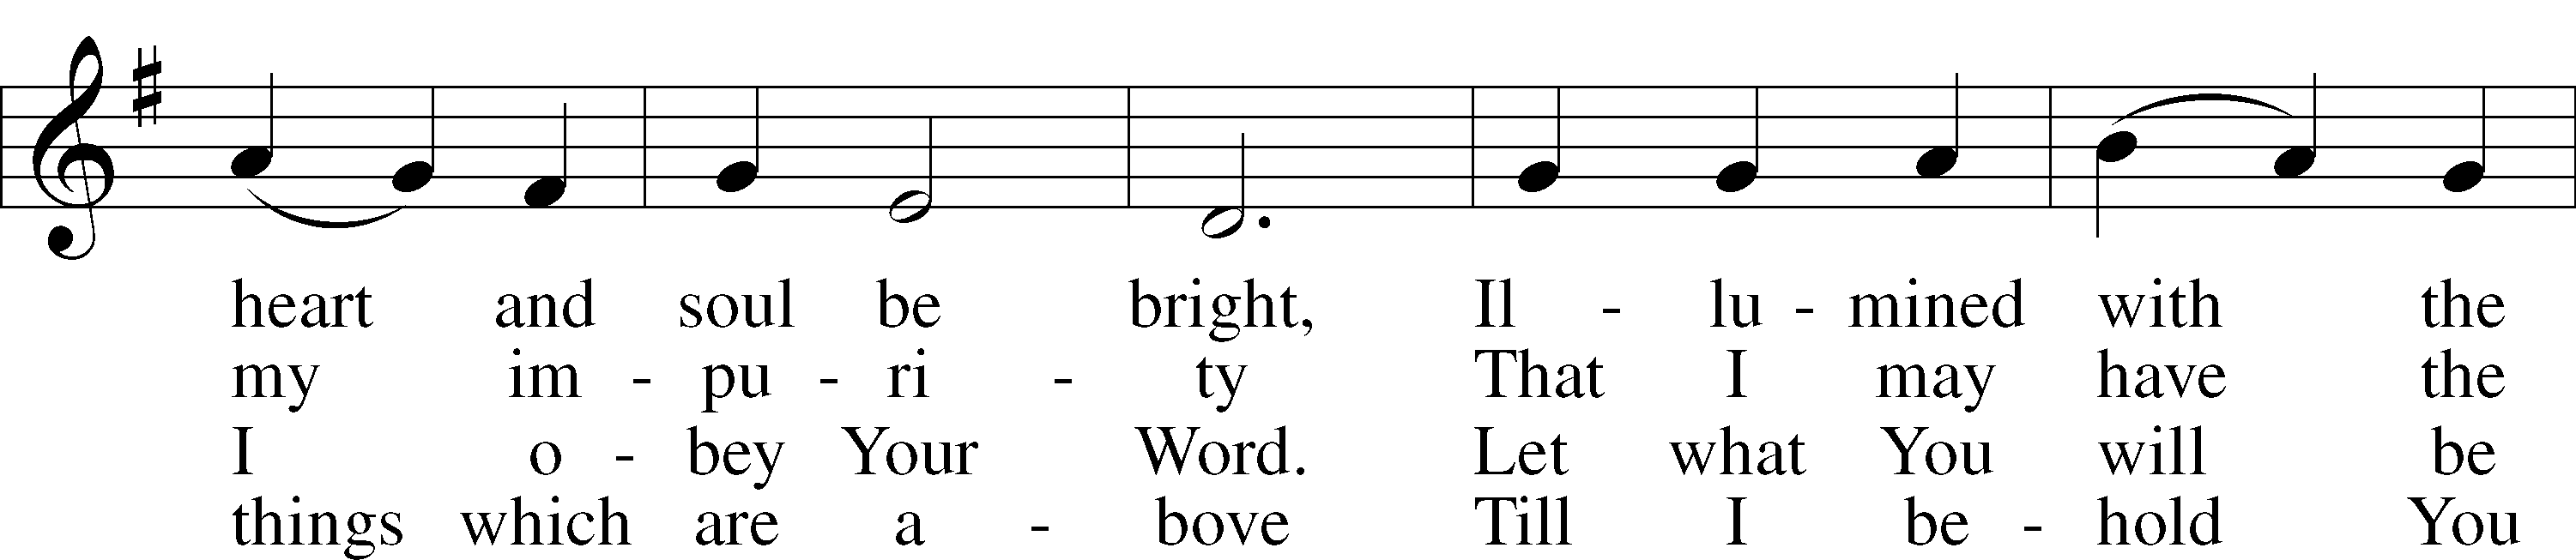 heart and soul be bright, Il - lu - mined with the
my im - pu - ri - ty That I may have the
I o - bey Your Word. Let what You will be
things which are a - bove Till I be - hold You